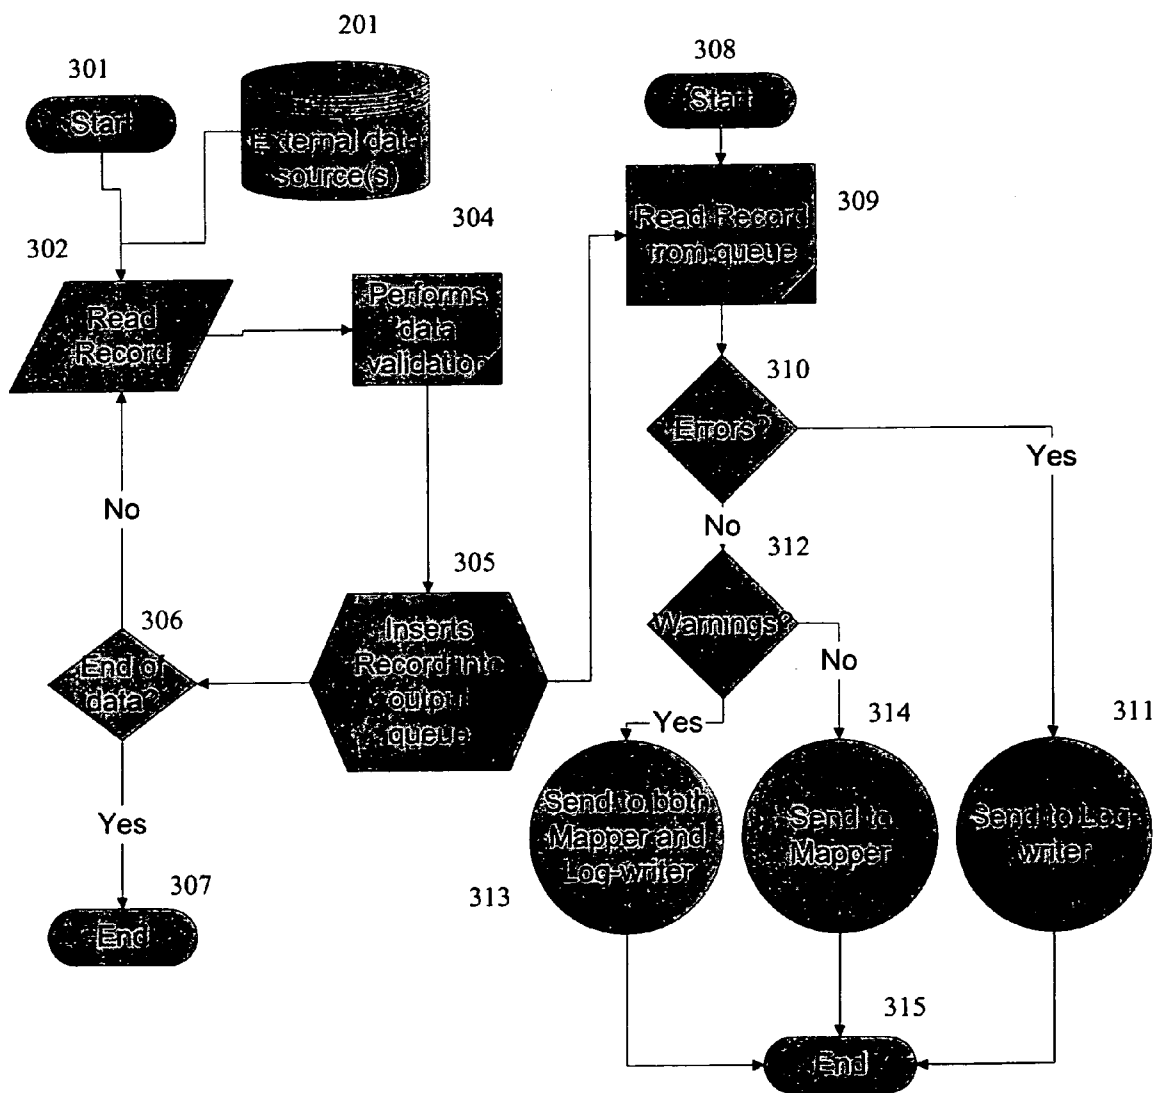 201
301
Start
External data
source(s)
304
302
Read
Record
Performs
data
validation
No
305
306
End of
data?
Inserts
Record into
output
queue
Yes
307
End
308
Start
309
Read Record
from queue
310
Errors?
Yes
No
312
Warnings?
No
Yes
314
311
Send to both
Mapper and
Log-writer
313
Send to
Mapper
Send to Log-
writer
315
End